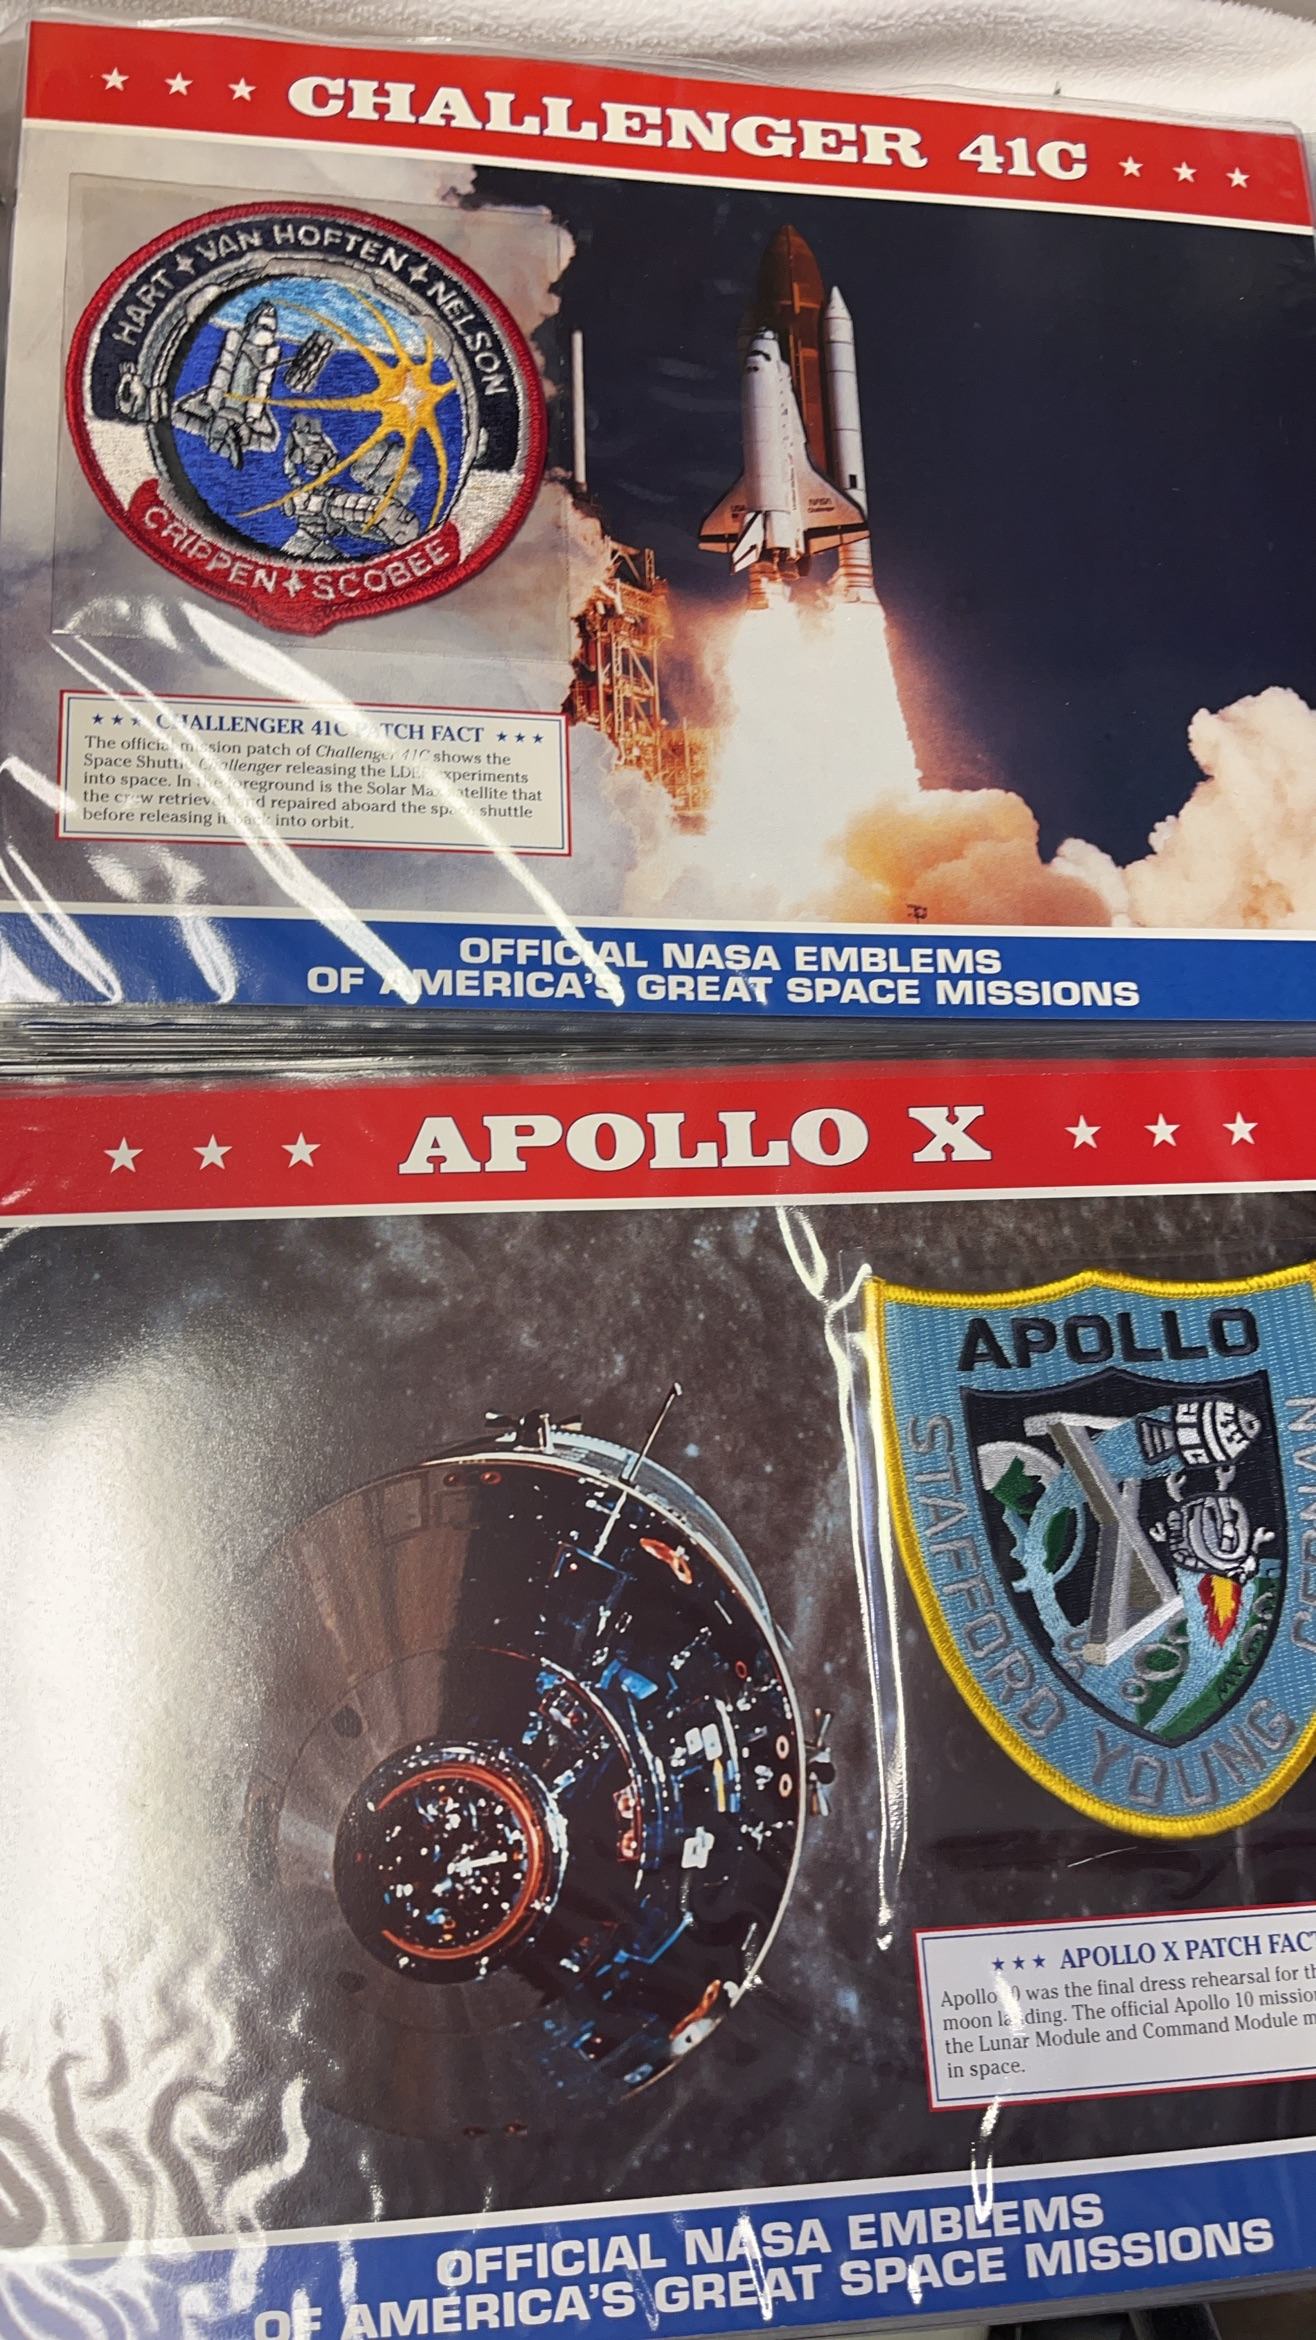 ★ ★ ★ CHALLENGER 41C ★ ★ ★
HART ★ VAN HOFTEN ★ NELSON
CRIPPEN ★ SCOBEE
★ ★ ★ CHALLENGER 41C PATCH FACT ★ ★ ★
The official mission patch of Challenger 41C shows the
Space Shuttle Challenger releasing the LDEF experiments
into space. In the foreground is the Solar Max satellite that
the crew retrieved and repaired aboard the space shuttle
before releasing it back into orbit.
OFFICIAL NASA EMBLEMS
OF AMERICA'S GREAT SPACE MISSIONS
★ ★ ★ APOLLO X ★ ★ ★
APOLLO
STAFFORD YOUNG
★ ★ ★ APOLLO X PATCH FAC
Apollo 10 was the final dress rehearsal for th
moon landing. The official Apollo 10 missio
the Lunar Module and Command Module m
in space.
OFFICIAL NASA EMBLEMS
OF AMERICA'S GREAT SPACE MISSIONS